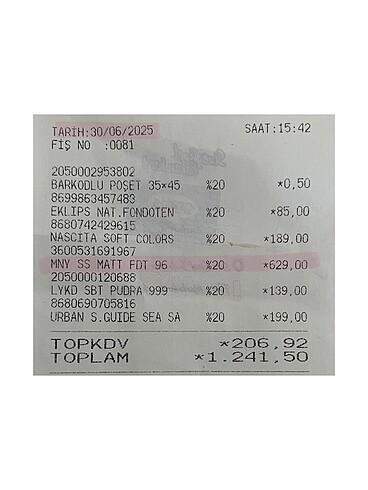 TARİH:30/06/2025 SAAT:15:42
FİŞ NO :0081
2050002953802
BARKODLU POŞET 35*45 %20 *0,50
8699863457483
EKLIPS NAT.FONDOTEN %20 *85,00
8680742429615
NASCITA SOFT COLORS %20 *189,00
3600531691967
MNY SS MATT FDT 96 %20 *629,00
2050000120688
LYKD SBT PUDRA 999 %20 *139,00
8680690705816
URBAN S.GUIDE SEA SA %20 *199,00
TOPKDV *206,92
TOPLAM *1.241,50